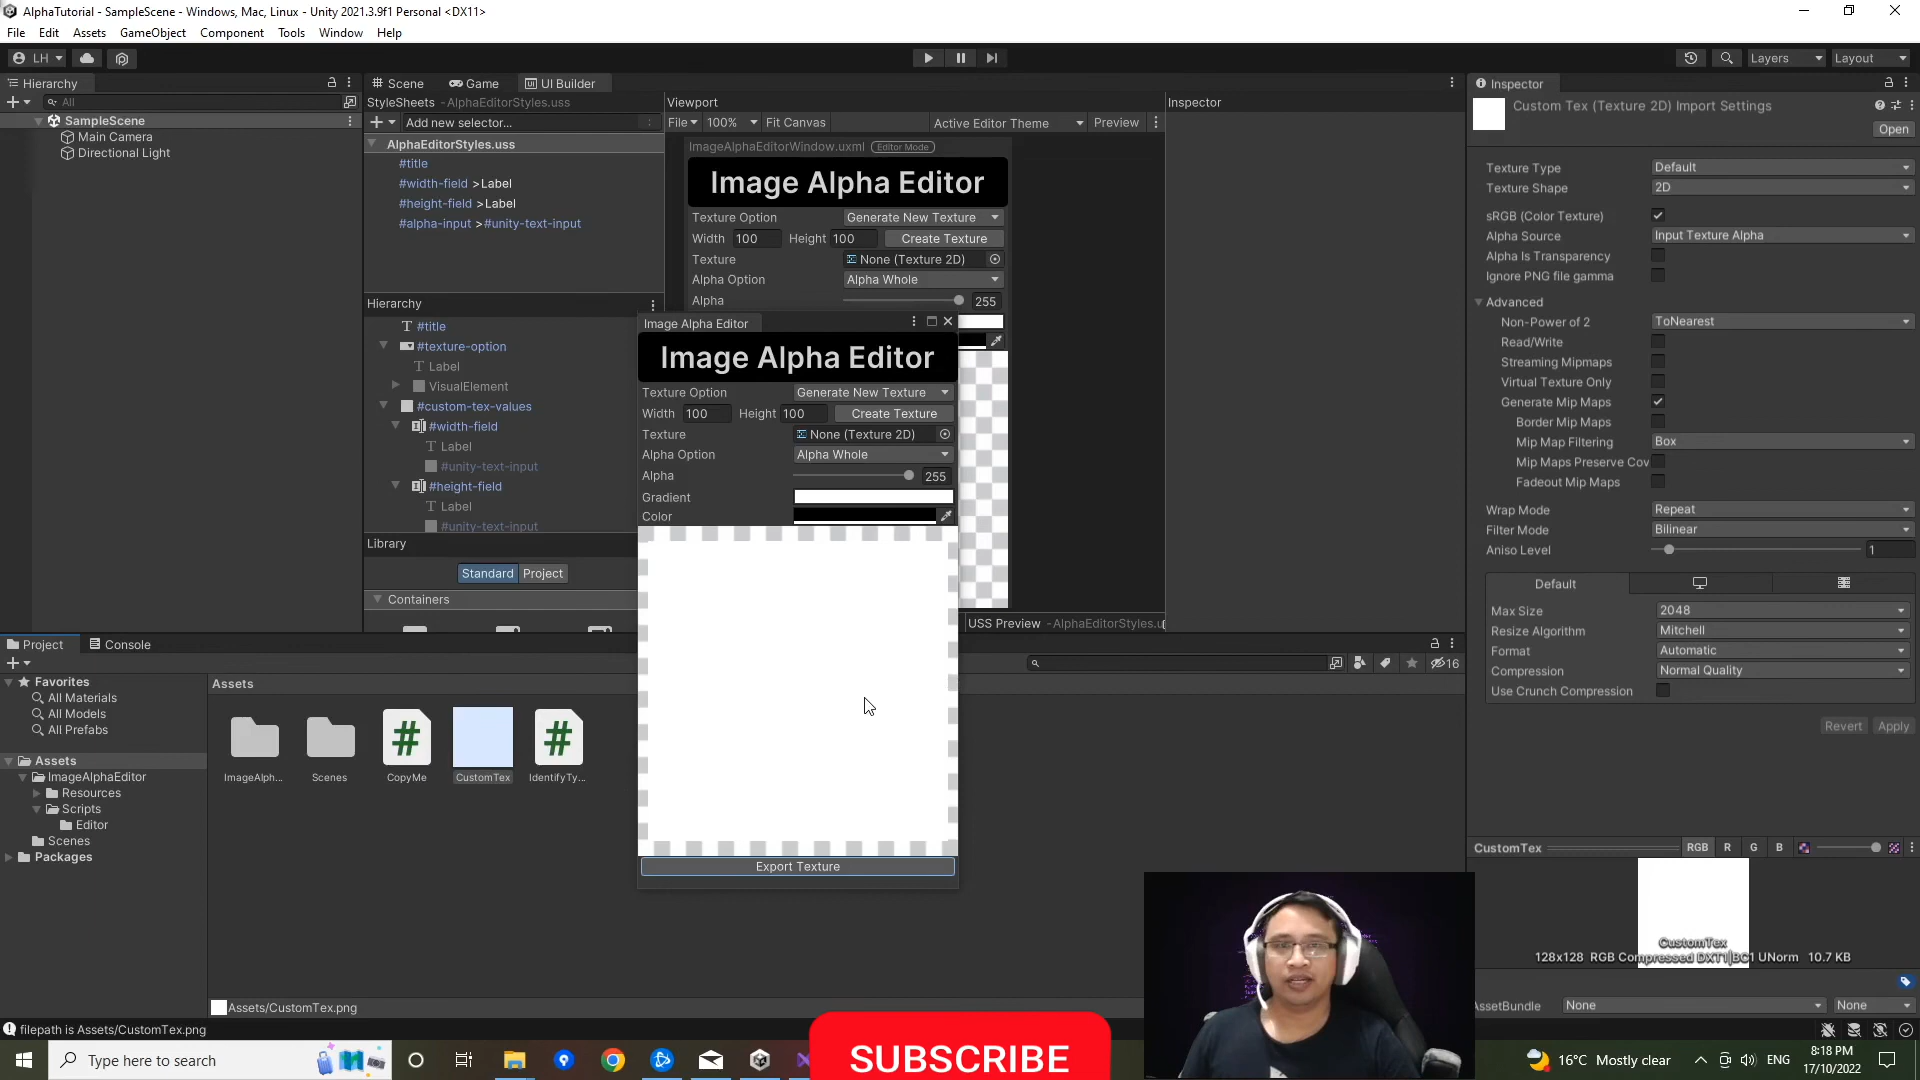 AlphaTutorial - SampleScene - Windows, Mac, Linux - Unity 2021.3.9f1 Personal <DX11>
File Edit Assets GameObject Component Tools Window Help
LH
Layers
Layout
Hierarchy
All
SampleScene
Main Camera
Directional Light
Scene
Game
UI Builder
StyleSheets - AlphaEditorStyles.uss
Add new selector...
AlphaEditorStyles.uss
#title
#width-field >Label
#height-field >Label
#alpha-input >#unity-text-input
Hierarchy
#title
#texture-option
Label
VisualElement
#custom-tex-values
#width-field
Label
#unity-text-input
#height-field
Label
#unity-text-input
Library
Standard
Project
Containers
Viewport
File
100%
Fit Canvas
Active Editor Theme
Preview
ImageAlphaEditorWindow.uxml
Editor Mode
Image Alpha Editor
Texture Option Generate New Texture
Width 100 Height 100 Create Texture
Texture None (Texture 2D)
Alpha Option Alpha Whole
Alpha 255
Image Alpha Editor
Image Alpha Editor
Texture Option Generate New Texture
Width 100 Height 100 Create Texture
Texture None (Texture 2D)
Alpha Option Alpha Whole
Alpha 255
Gradient
Color
Export Texture
USS Preview - AlphaEditorStyles.u
Inspector
Inspector
Custom Tex (Texture 2D) Import Settings
Open
Texture Type Default
Texture Shape 2D
sRGB (Color Texture)
Alpha Source Input Texture Alpha
Alpha Is Transparency
Ignore PNG file gamma
Advanced
Non-Power of 2 ToNearest
Read/Write
Streaming Mipmaps
Virtual Texture Only
Generate Mip Maps
Border Mip Maps
Mip Map Filtering Box
Mip Maps Preserve Cov
Fadeout Mip Maps
Wrap Mode Repeat
Filter Mode Bilinear
Aniso Level 1
Default
Max Size 2048
Resize Algorithm Mitchell
Format Automatic
Compression Normal Quality
Use Crunch Compression
Revert
Apply
CustomTex
RGB R G B
CustomTex
128x128 RGB Compressed DXT1|BC1 UNorm 10.7 KB
AssetBundle None None
Project
Console
16
Favorites
All Materials
All Models
All Prefabs
Assets
ImageAlphaEditor
Resources
Scripts
Editor
Scenes
Packages
Assets
ImageAlph...
Scenes
CopyMe
CustomTex
IdentifyTy...
Assets/CustomTex.png
filepath is Assets/CustomTex.png
SUBSCRIBE
Type here to search
16°C Mostly clear
ENG
8:18 PM
17/10/2022